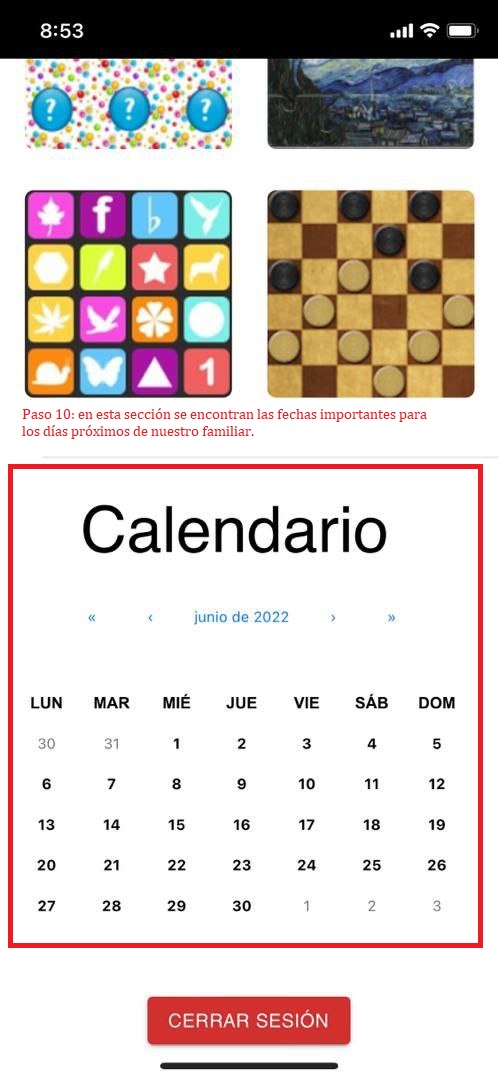 8:53
? ? ?
f
1
Paso 10: en esta sección se encontran las fechas importantes para
los días próximos de nuestro familiar.
Calendario
« ‹ junio de 2022 › »
LUN MAR MIÉ JUE VIE SÁB DOM
30 31 1 2 3 4 5
6 7 8 9 10 11 12
13 14 15 16 17 18 19
20 21 22 23 24 25 26
27 28 29 30 1 2 3
CERRAR SESIÓN